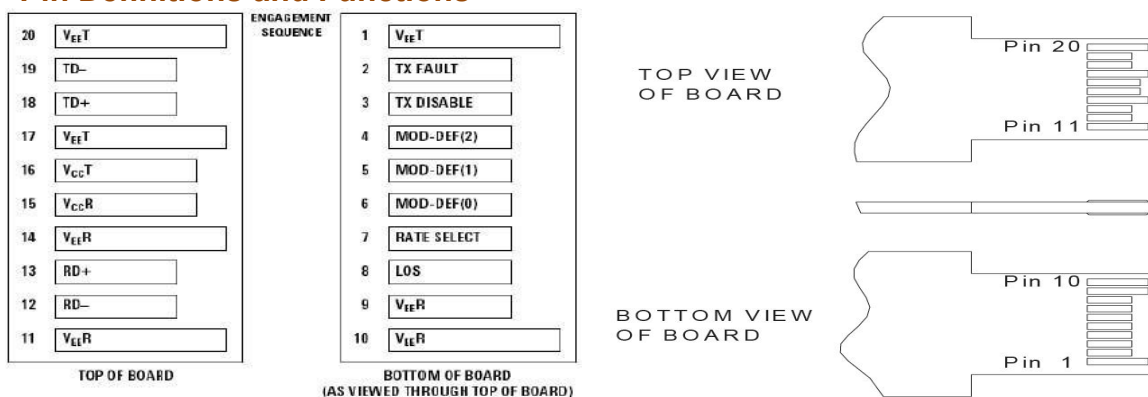 Pin Definitions and Functions
ENGAGEMENT
SEQUENCE
20 VEET
19 TD–
18 TD+
17 VEET
16 VCCT
15 VCCR
14 VEER
13 RD+
12 RD–
11 VEER
TOP OF BOARD
1 VEET
2 TX FAULT
3 TX DISABLE
4 MOD-DEF(2)
5 MOD-DEF(1)
6 MOD-DEF(0)
7 RATE SELECT
8 LOS
9 VEER
10 VEER
BOTTOM OF BOARD
(AS VIEWED THROUGH TOP OF BOARD)
TOP VIEW
OF BOARD
Pin 20
Pin 11
BOTTOM VIEW
OF BOARD
Pin 10
Pin 1